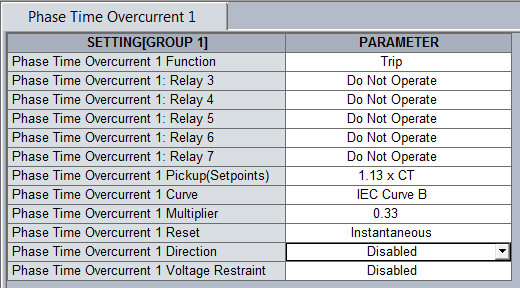 Phase Time Overcurrent 1
SETTING[GROUP 1] PARAMETER
Phase Time Overcurrent 1 Function Trip
Phase Time Overcurrent 1: Relay 3 Do Not Operate
Phase Time Overcurrent 1: Relay 4 Do Not Operate
Phase Time Overcurrent 1: Relay 5 Do Not Operate
Phase Time Overcurrent 1: Relay 6 Do Not Operate
Phase Time Overcurrent 1: Relay 7 Do Not Operate
Phase Time Overcurrent 1 Pickup(Setpoints) 1.13 x CT
Phase Time Overcurrent 1 Curve IEC Curve B
Phase Time Overcurrent 1 Multiplier 0.33
Phase Time Overcurrent 1 Reset Instantaneous
Phase Time Overcurrent 1 Direction Disabled
Phase Time Overcurrent 1 Voltage Restraint Disabled